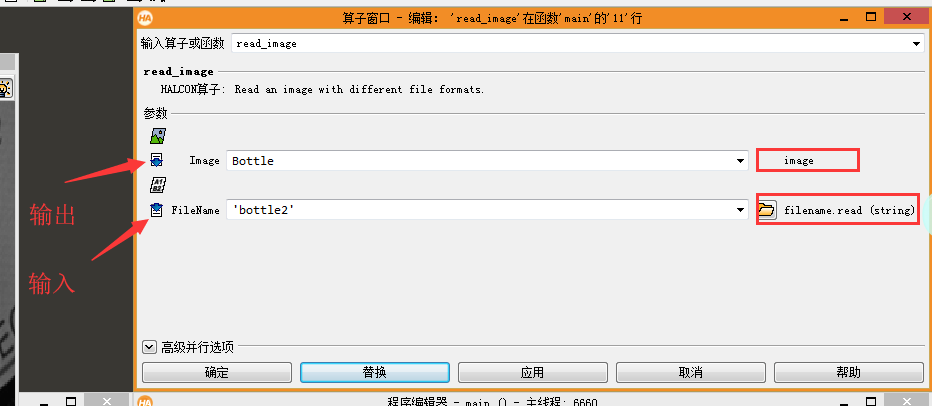 HA 算子窗口 - 编辑: 'read_image'在函数'main'的'11'行
输入算子或函数 read_image
read_image
HALCON算子: Read an image with different file formats.
参数
Image Bottle image
A1
B2
输出
FileName 'bottle2' filename.read (string)
输入
高级并行选项
确定 替换 应用 取消 帮助
HA 程序编辑器 - main () - 主线程: 6660